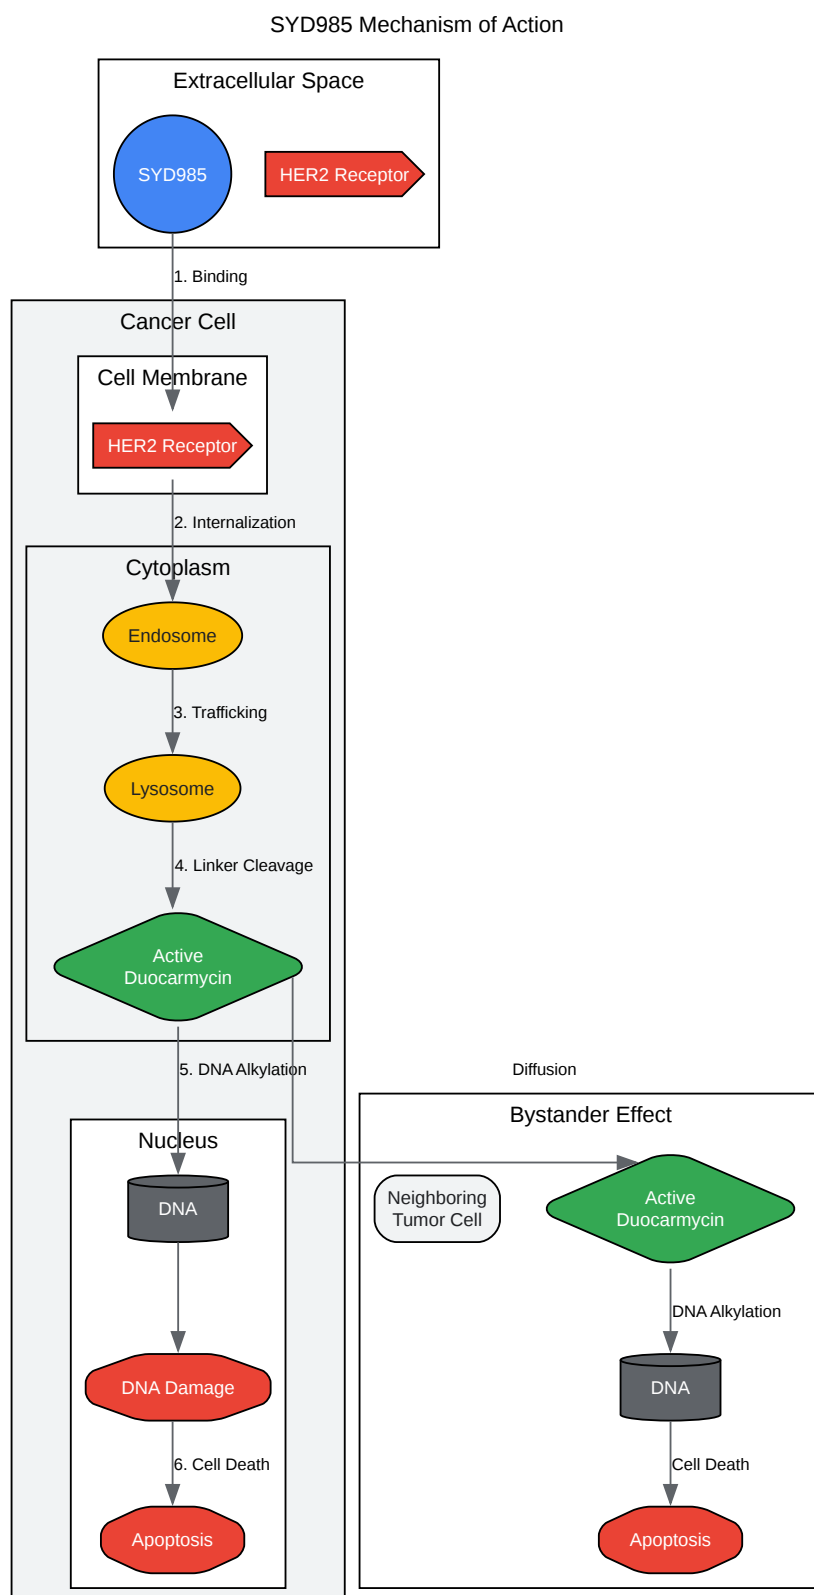 SYD985 Mechanism of Action
Extracellular Space
SYD985
HER2 Receptor
1. Binding
Cancer Cell
Cell Membrane
HER2 Receptor
2. Internalization
Cytoplasm
Endosome
3. Trafficking
Lysosome
4. Linker Cleavage
Active
Duocarmycin
5. DNA Alkylation
Diffusion
Nucleus
DNA
DNA Damage
6. Cell Death
Apoptosis
Bystander Effect
Neighboring
Tumor Cell
Active
Duocarmycin
DNA Alkylation
DNA
Cell Death
Apoptosis